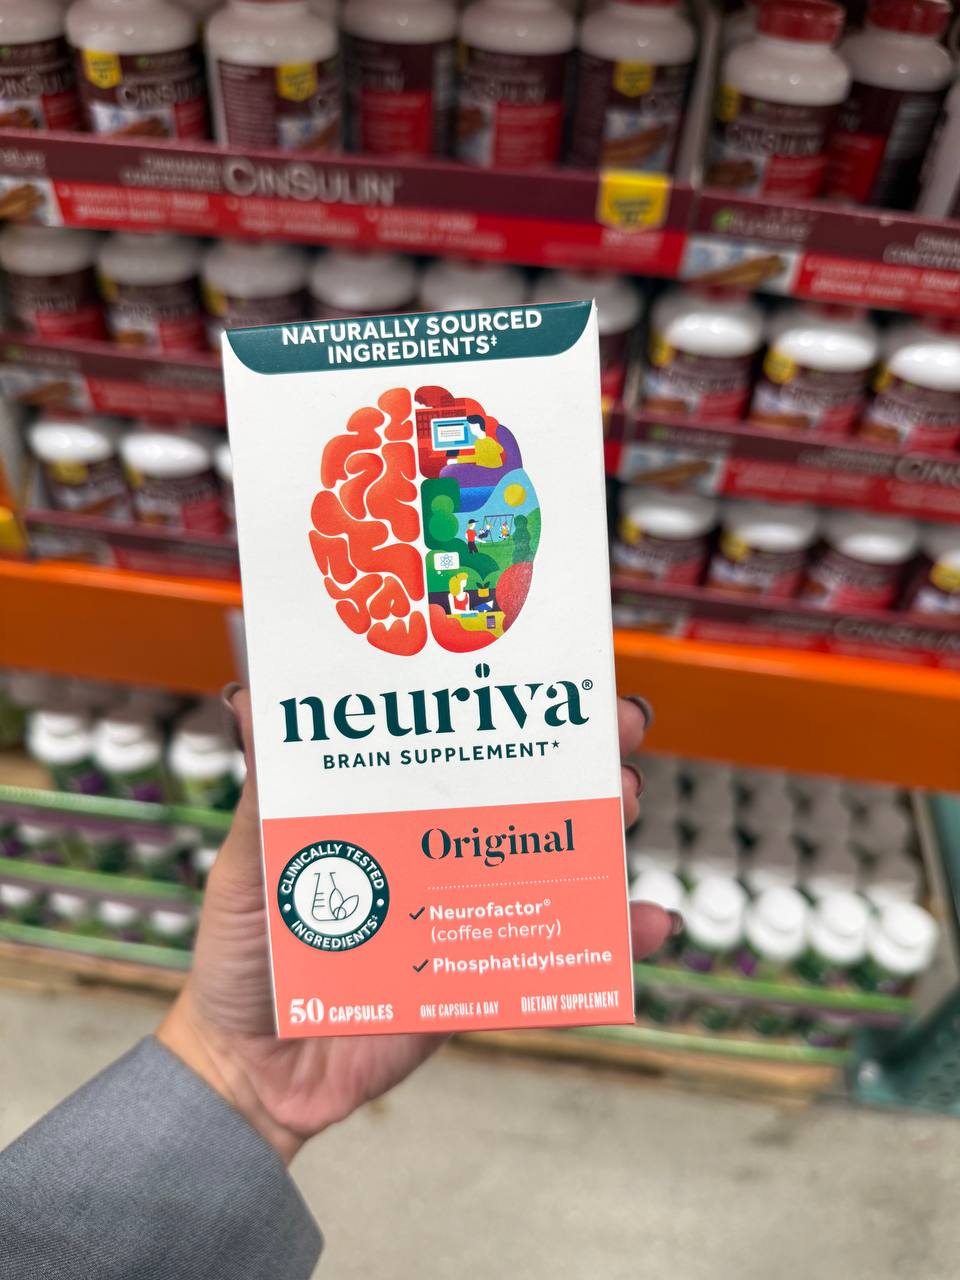 CINSULIN
CINSULIN®
NATURALLY SOURCED
INGREDIENTS‡
neuriva®
BRAIN SUPPLEMENT*
Original
CLINICALLY TESTED
INGREDIENTS‡
✓ Neurofactor®
(coffee cherry)
✓ Phosphatidylserine
50 CAPSULES ONE CAPSULE A DAY DIETARY SUPPLEMENT